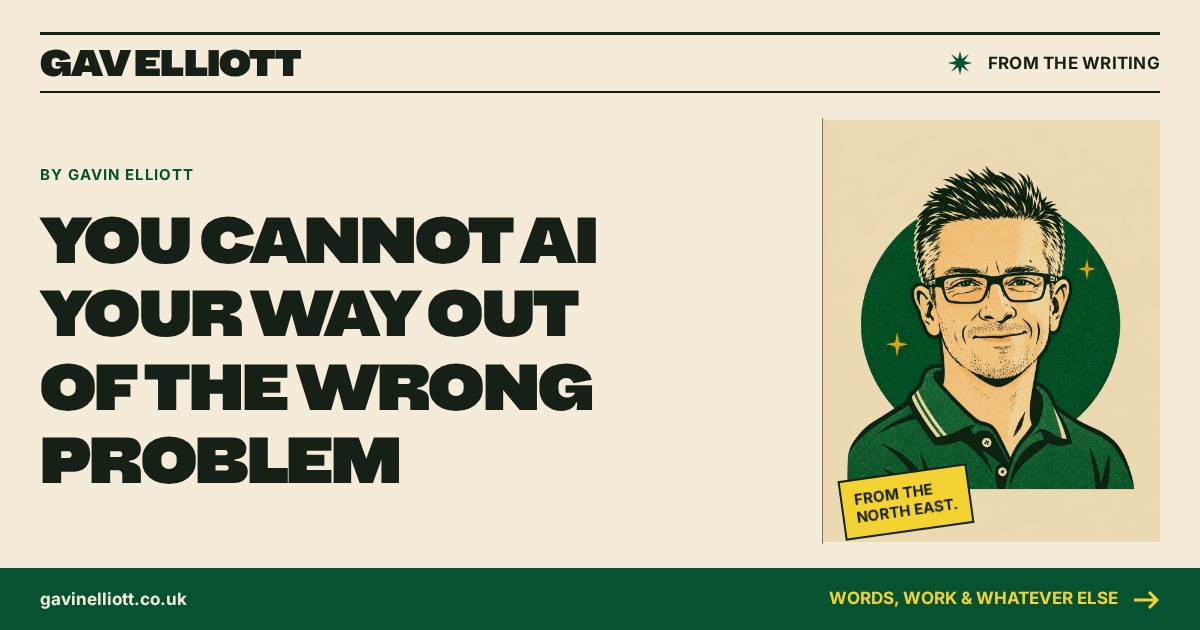 GAV ELLIOTT
FROM THE WRITING
BY GAVIN ELLIOTT
YOU CANNOT AI
YOUR WAY OUT
OF THE WRONG
PROBLEM
FROM THE
NORTH EAST.
gavinelliott.co.uk
WORDS, WORK & WHATEVER ELSE